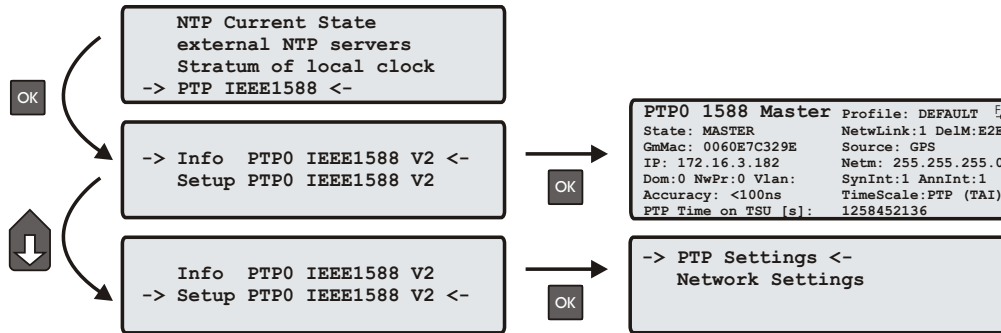 NTP Current State
external NTP servers
Stratum of local clock
-> PTP IEEE1588 <-
OK
-> Info PTP0 IEEE1588 V2 <-
Setup PTP0 IEEE1588 V2
OK
PTP0 1588 Master Profile: DEFAULT
State: MASTER NetwLink:1 DelM:E2E
GmMac: 0060E7C329E Source: GPS
IP: 172.16.3.182 Netm: 255.255.255.0
Dom:0 NwPr:0 Vlan: SynInt:1 AnnInt:1
Accuracy: <100ns TimeScale:PTP (TAI)
PTP Time on TSU [s]: 1258452136
Info PTP0 IEEE1588 V2
-> Setup PTP0 IEEE1588 V2 <-
OK
-> PTP Settings <-
Network Settings